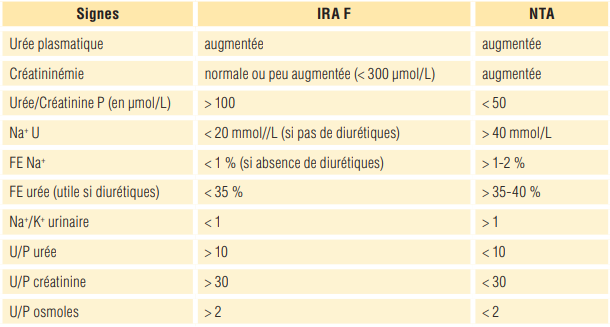 Signes IRA F NTA
Urée plasmatique augmentée augmentée
Créatininémie normale ou peu augmentée (< 300 µmol/L) augmentée
Urée/Créatinine P (en µmol/L) > 100 < 50
Na⁺ U < 20 mmol//L (si pas de diurétiques) > 40 mmol/L
FE Na⁺ < 1 % (si absence de diurétiques) > 1-2 %
FE urée (utile si diurétiques) < 35 % > 35-40 %
Na⁺/K⁺ urinaire < 1 > 1
U/P urée > 10 < 10
U/P créatinine > 30 < 30
U/P osmoles > 2 < 2